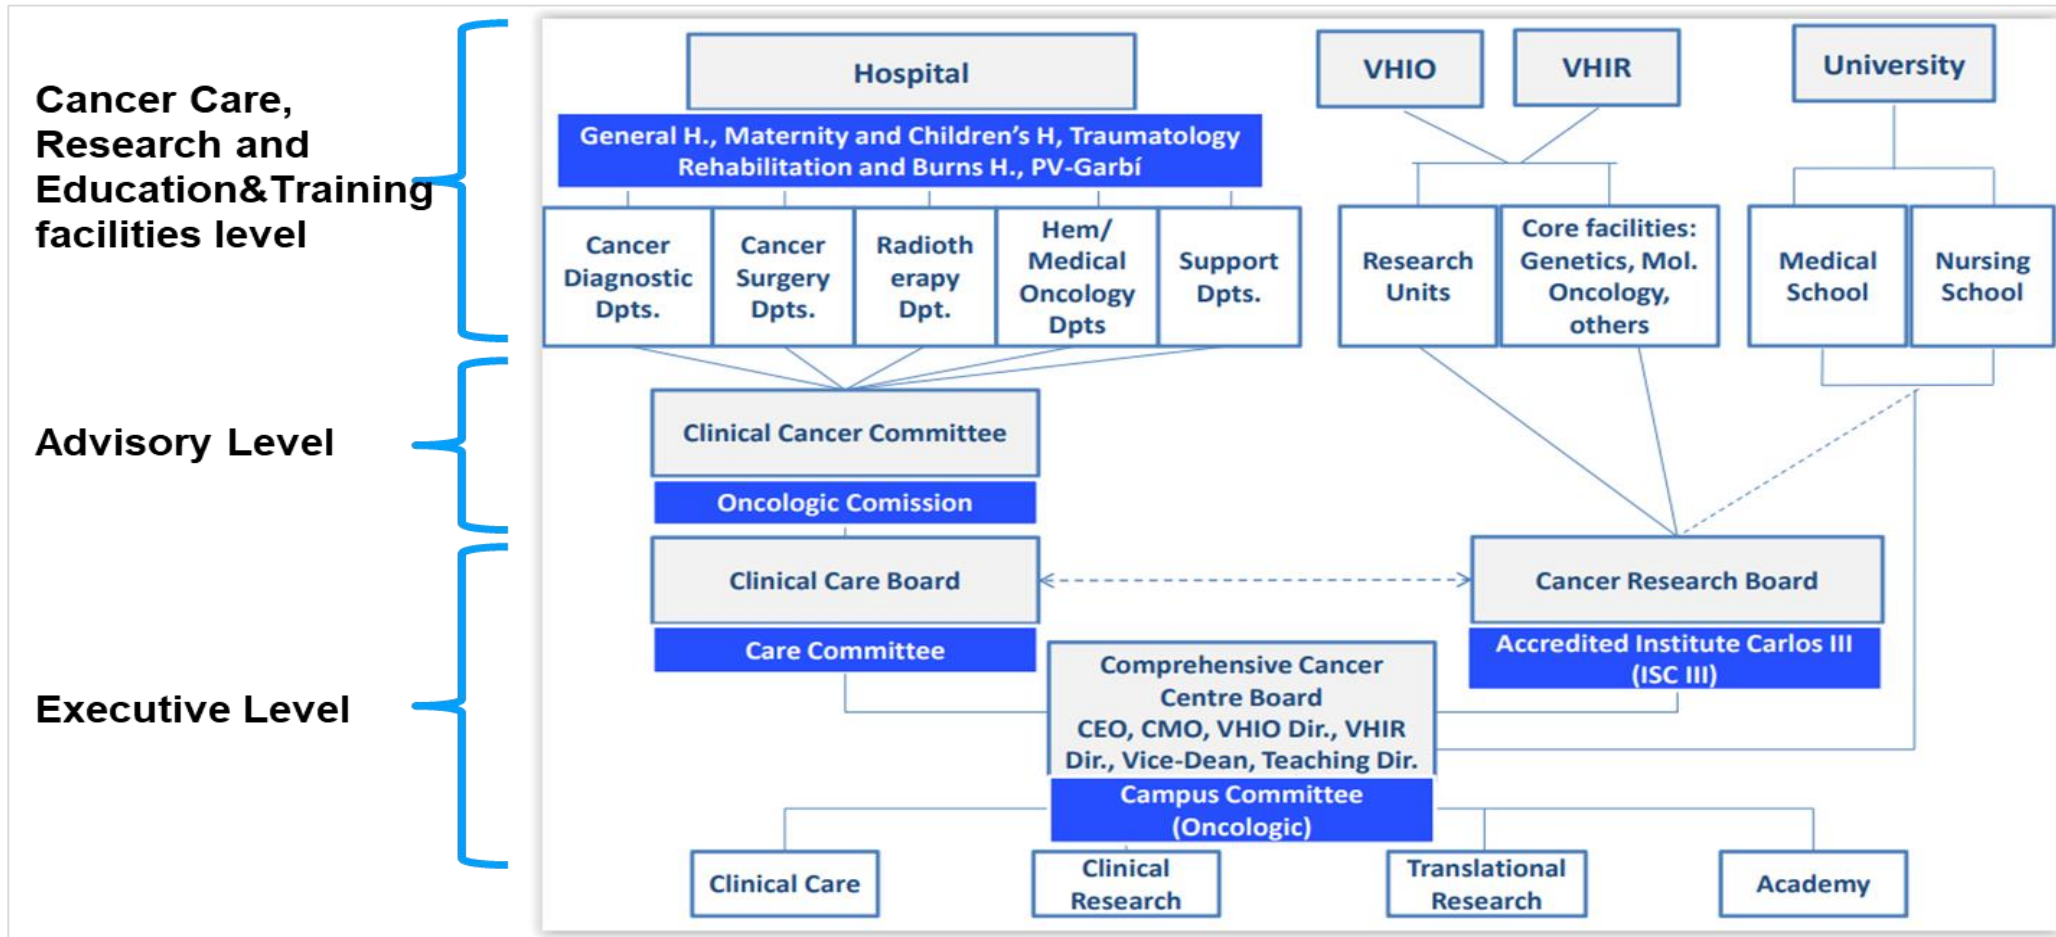 Cancer Care,
Research and
Education&Training
facilities level
Advisory Level
Executive Level
Hospital
VHIO
VHIR
University
General H., Maternity and Children's H, Traumatology
Rehabilitation and Burns H., PV-Garbí
Cancer
Diagnostic
Dpts.
Cancer
Surgery
Dpts.
Radioth
erapy
Dpt.
Hem/
Medical
Oncology
Dpts
Support
Dpts.
Research
Units
Core facilities:
Genetics, Mol.
Oncology,
others
Medical
School
Nursing
School
Clinical Cancer Committee
Oncologic Comission
Clinical Care Board
Care Committee
Cancer Research Board
Accredited Institute Carlos III
(ISC III)
Comprehensive Cancer
Centre Board
CEO, CMO, VHIO Dir., VHIR
Dir., Vice-Dean, Teaching Dir.
Campus Committee
(Oncologic)
Clinical Care
Clinical
Research
Translational
Research
Academy